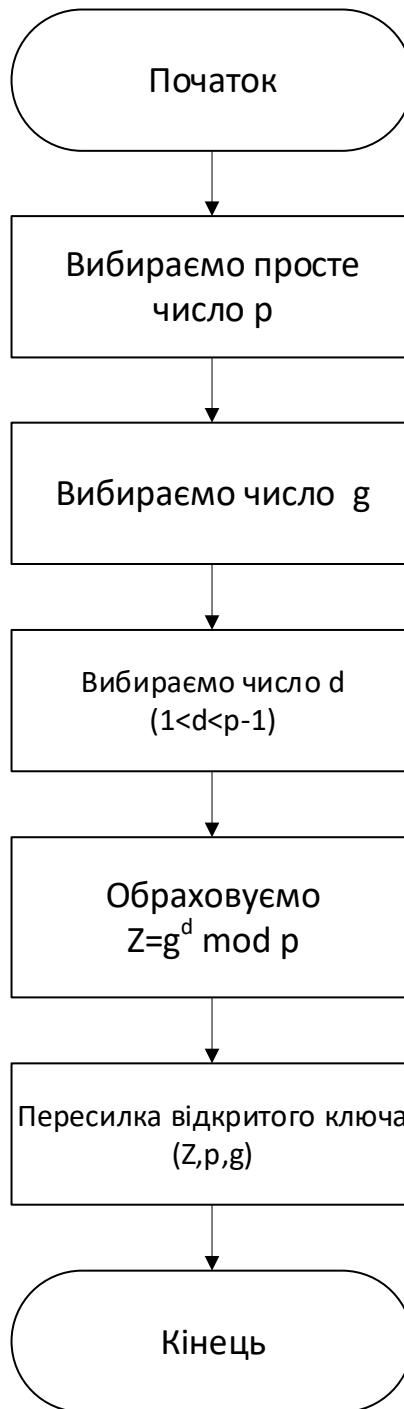 Початок
Вибираємо просте
число p
Вибираємо число g
Вибираємо число d
(1<d<p-1)
Обраховуємо
Z=g^d mod p
Пересилка відкритого ключа
(Z,p,g)
Кінець